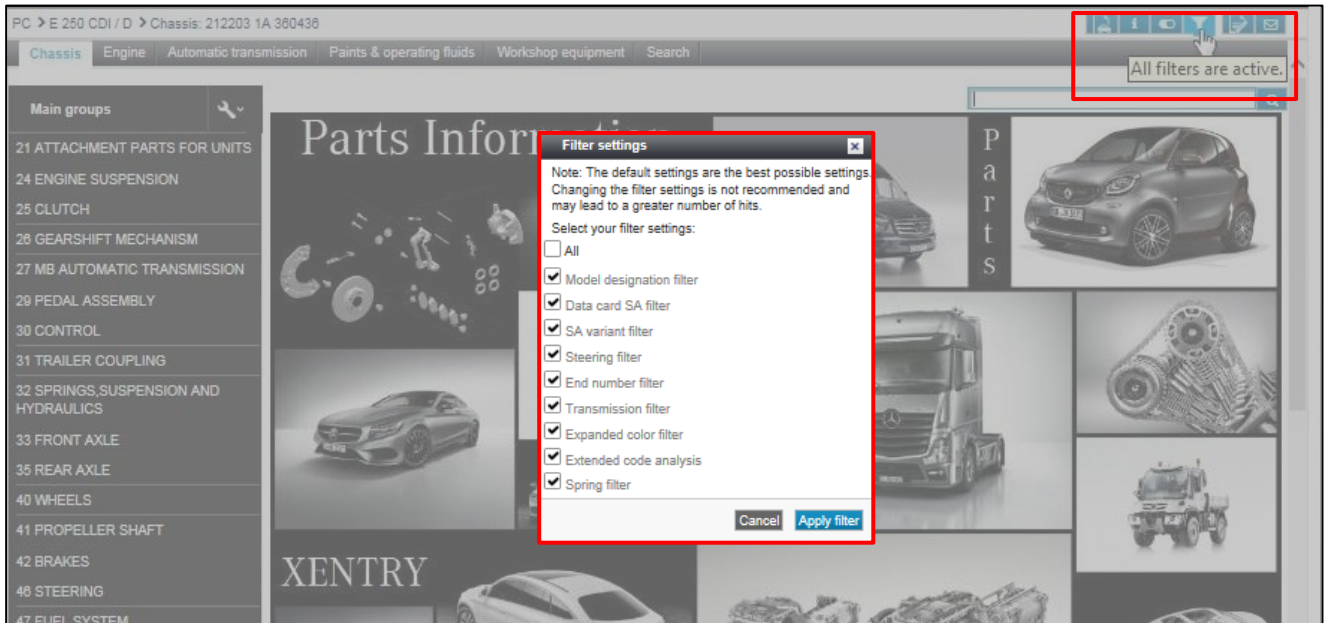 PC > E 250 CDI / D > Chassis: 212203 1A 360436
Chassis Engine Automatic transmission Paints & operating fluids Workshop equipment Search
All filters are active.
Main groups
21 ATTACHMENT PARTS FOR UNITS
24 ENGINE SUSPENSION
25 CLUTCH
26 GEARSHIFT MECHANISM
27 MB AUTOMATIC TRANSMISSION
29 PEDAL ASSEMBLY
30 CONTROL
31 TRAILER COUPLING
32 SPRINGS,SUSPENSION AND
HYDRAULICS
33 FRONT AXLE
35 REAR AXLE
40 WHEELS
41 PROPELLER SHAFT
42 BRAKES
46 STEERING
47 FUEL SYSTEM
Parts Information
Parts
XENTRY
Filter settings
Note: The default settings are the best possible settings.
Changing the filter settings is not recommended and
may lead to a greater number of hits.
Select your filter settings:
All
Model designation filter
Data card SA filter
SA variant filter
Steering filter
End number filter
Transmission filter
Expanded color filter
Extended code analysis
Spring filter
Cancel Apply filter